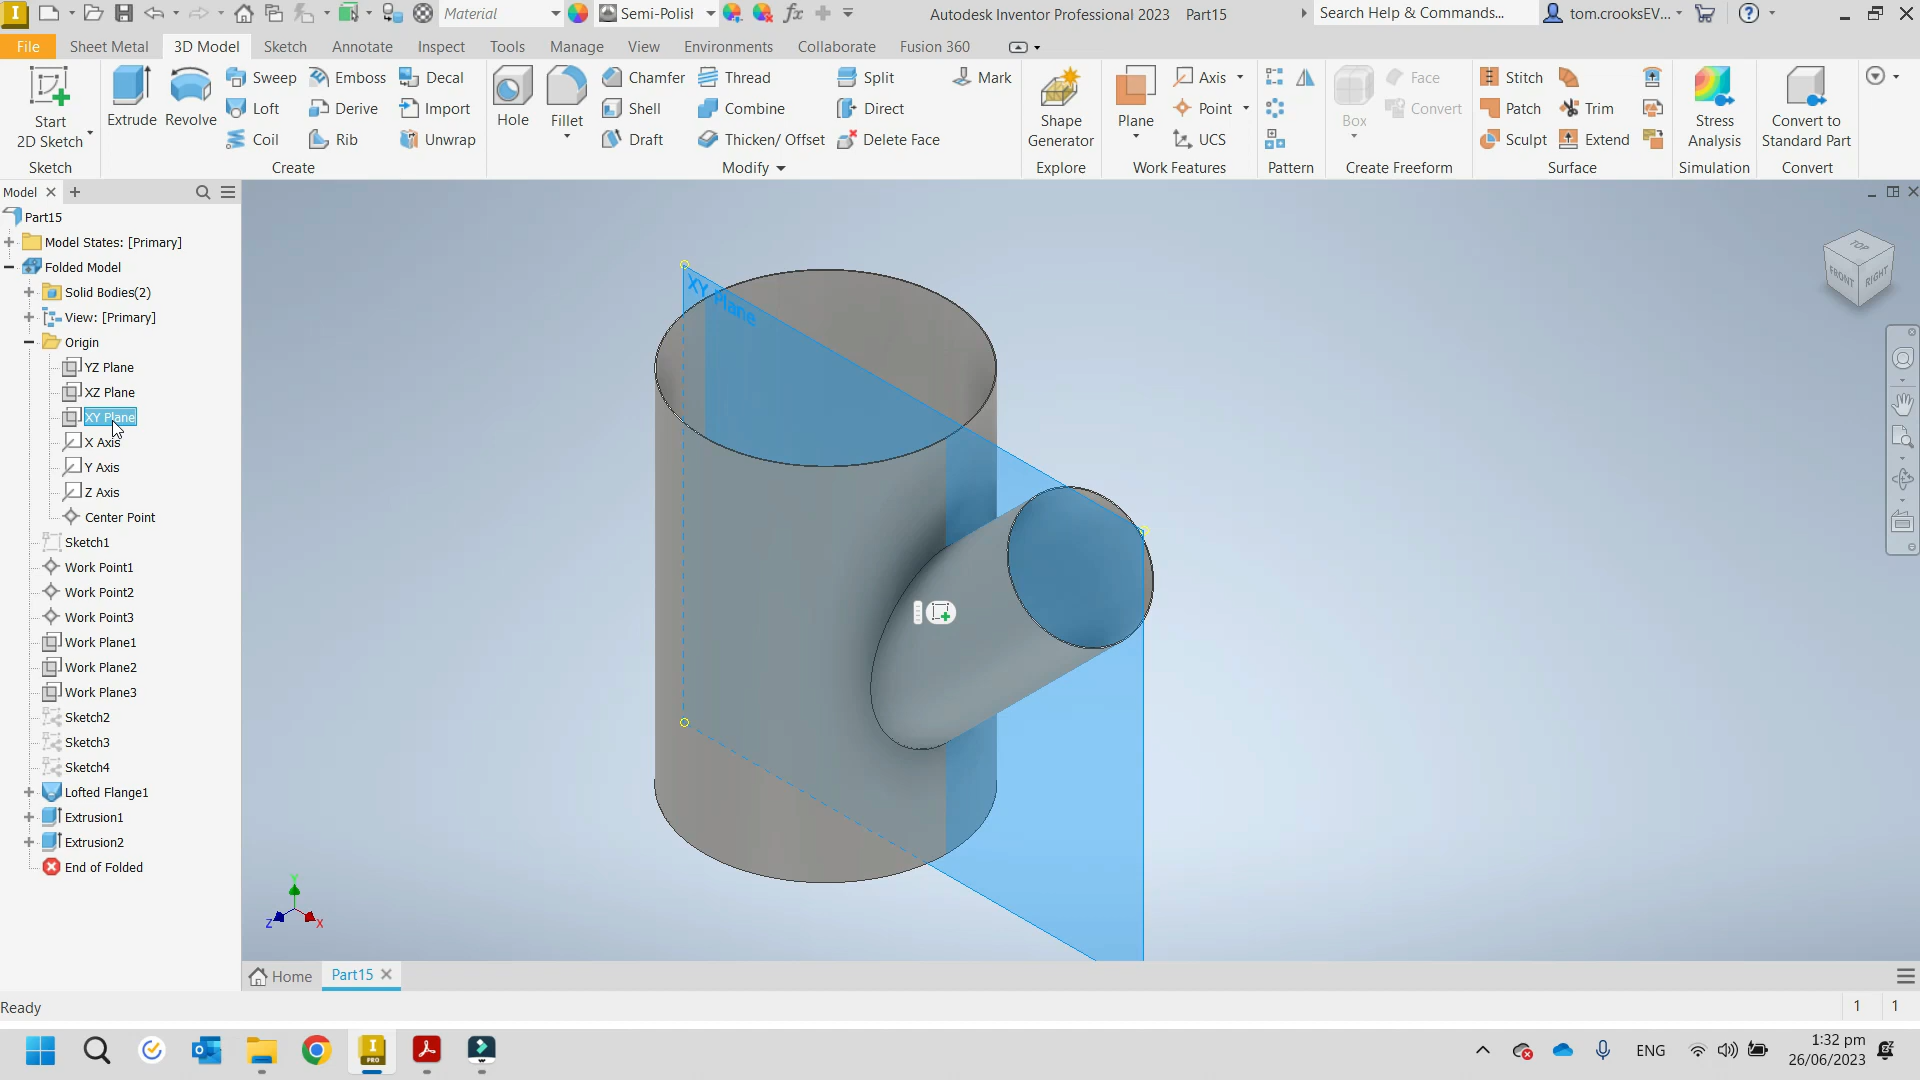 Material
Semi-Polish
fx
Autodesk Inventor Professional 2023 Part15
Search Help & Commands...
tom.crooksEV...
File
Sheet Metal
3D Model
Sketch
Annotate
Inspect
Tools
Manage
View
Environments
Collaborate
Fusion 360
Start
2D Sketch
Sketch
Extrude
Revolve
Sweep
Loft
Coil
Emboss
Derive
Rib
Decal
Import
Unwrap
Create
Hole
Fillet
Chamfer
Shell
Draft
Thread
Combine
Thicken/ Offset
Split
Direct
Delete Face
Mark
Modify
Shape
Generator
Explore
Plane
Axis
Point
UCS
Work Features
Pattern
Box
Face
Convert
Create Freeform
Stitch
Patch
Sculpt
Trim
Extend
Surface
Stress
Analysis
Simulation
Convert to
Standard Part
Convert
Model
Part15
Model States: [Primary]
Folded Model
Solid Bodies(2)
View: [Primary]
Origin
YZ Plane
XZ Plane
XY Plane
X Axis
Y Axis
Z Axis
Center Point
Sketch1
Work Point1
Work Point2
Work Point3
Work Plane1
Work Plane2
Work Plane3
Sketch2
Sketch3
Sketch4
Lofted Flange1
Extrusion1
Extrusion2
End of Folded
XY Plane
TOP
FRONT
RIGHT
Y
Z
X
Home
Part15
Ready
1
1
PRO
ENG
1:32 pm
26/06/2023